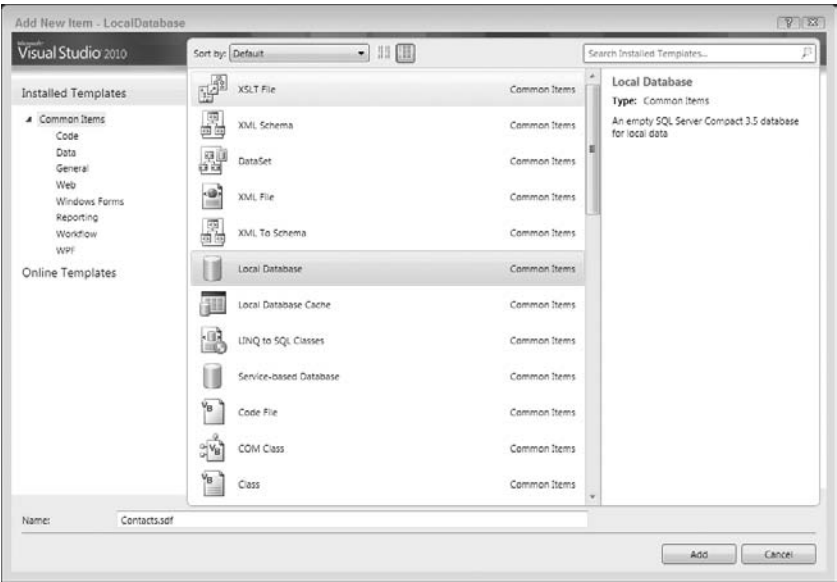 Add New Item - LocalDatabase
Microsoft
Visual Studio 2010
Sort by: Default
Search Installed Templates...
Installed Templates
Common Items
Code
Data
General
Web
Windows Forms
Reporting
Workflow
WPF
Online Templates
XSLT File Common Items
XML Schema Common Items
DataSet Common Items
XML File Common Items
XML To Schema Common Items
Local Database Common Items
Local Database Cache Common Items
LINQ to SQL Classes Common Items
Service-based Database Common Items
Code File Common Items
COM Class Common Items
Class Common Items
Local Database
Type: Common Items
An empty SQL Server Compact 3.5 database
for local data
Name: Contacts.sdf
Add Cancel